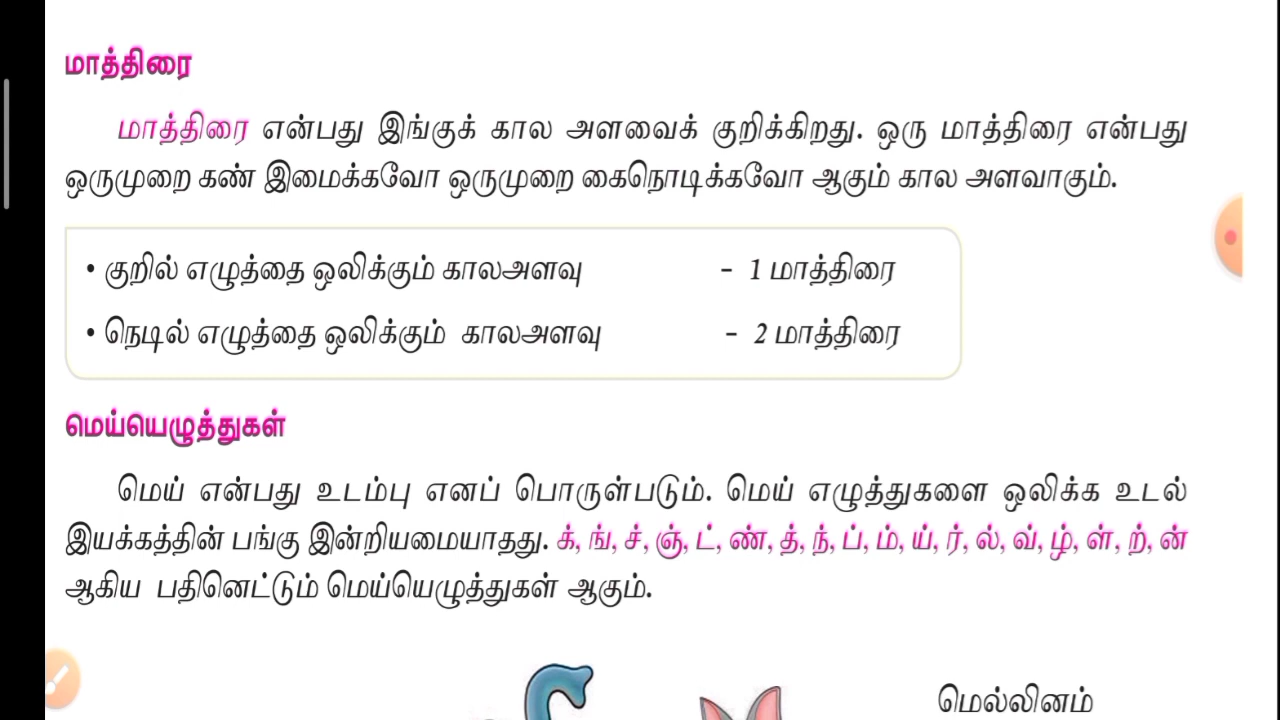 மாத்திரை
மாத்திரை என்பது இங்குக் கால அளவைக் குறிக்கிறது. ஒரு மாத்திரை என்பது
ஒருமுறை கண் இமைக்கவோ ஒருமுறை கைநொடிக்கவோ ஆகும் கால அளவாகும்.
• குறில் எழுத்தை ஒலிக்கும் காலஅளவு - 1 மாத்திரை
• நெடில் எழுத்தை ஒலிக்கும் காலஅளவு - 2 மாத்திரை
மெய்யெழுத்துகள்
மெய் என்பது உடம்பு எனப் பொருள்படும். மெய் எழுத்துகளை ஒலிக்க உடல்
இயக்கத்தின் பங்கு இன்றியமையாதது. க், ங், ச், ஞ், ட், ண், த், ந், ப், ம், ய், ர், ல், வ், ழ், ள், ற், ன்
ஆகிய பதினெட்டும் மெய்யெழுத்துகள் ஆகும்.
மெல்லினம்